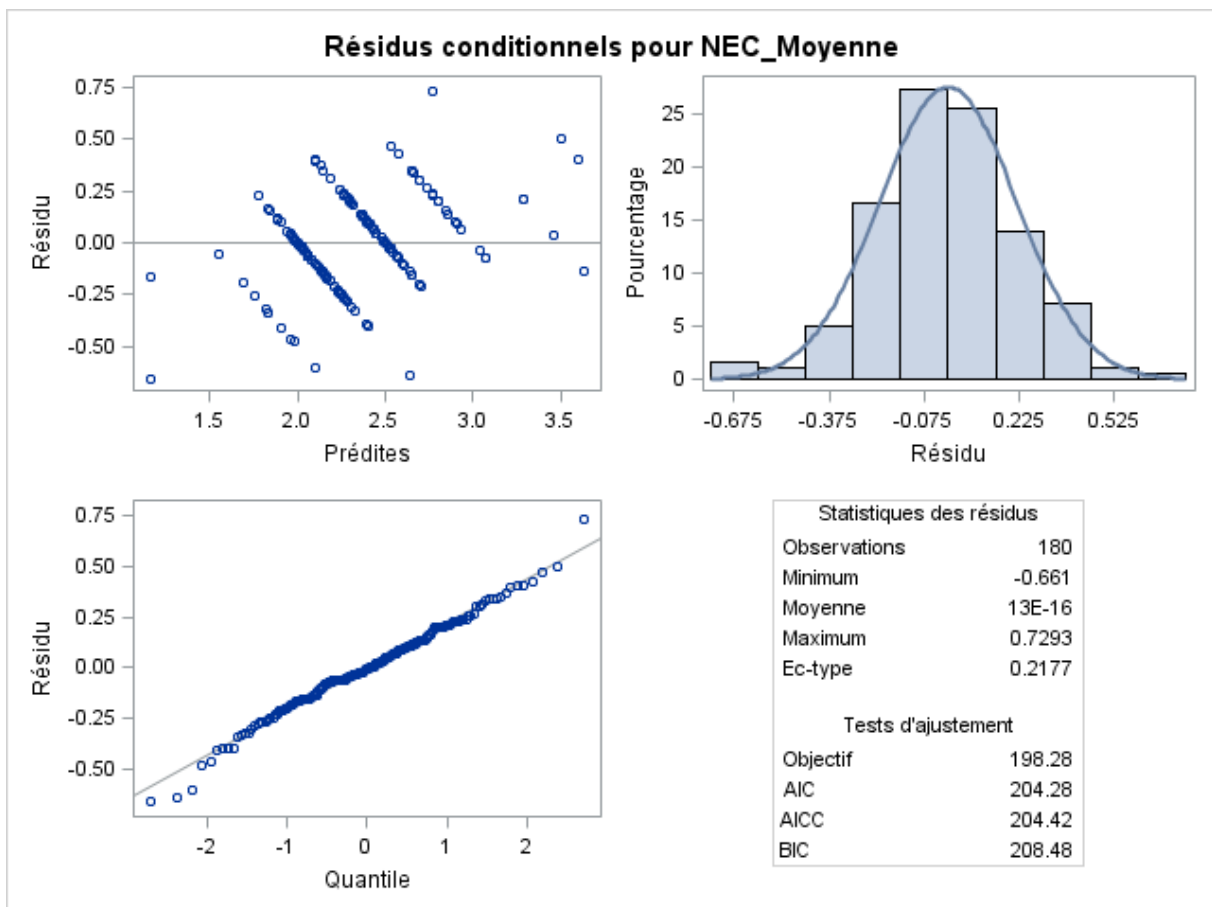 Résidus conditionnels pour NEC_Moyenne
Résidu
0.75
0.50
0.25
0.00
-0.25
-0.50
1.5 2.0 2.5 3.0 3.5
Prédites
Pourcentage
25
20
15
10
5
0
-0.675 -0.375 -0.075 0.225 0.525
Résidu
Résidu
0.75
0.50
0.25
0.00
-0.25
-0.50
-2 -1 0 1 2
Quantile
Statistiques des résidus
Observations 180
Minimum -0.661
Moyenne 13E-16
Maximum 0.7293
Ec-type 0.2177
Tests d'ajustement
Objectif 198.28
AIC 204.28
AICC 204.42
BIC 208.48